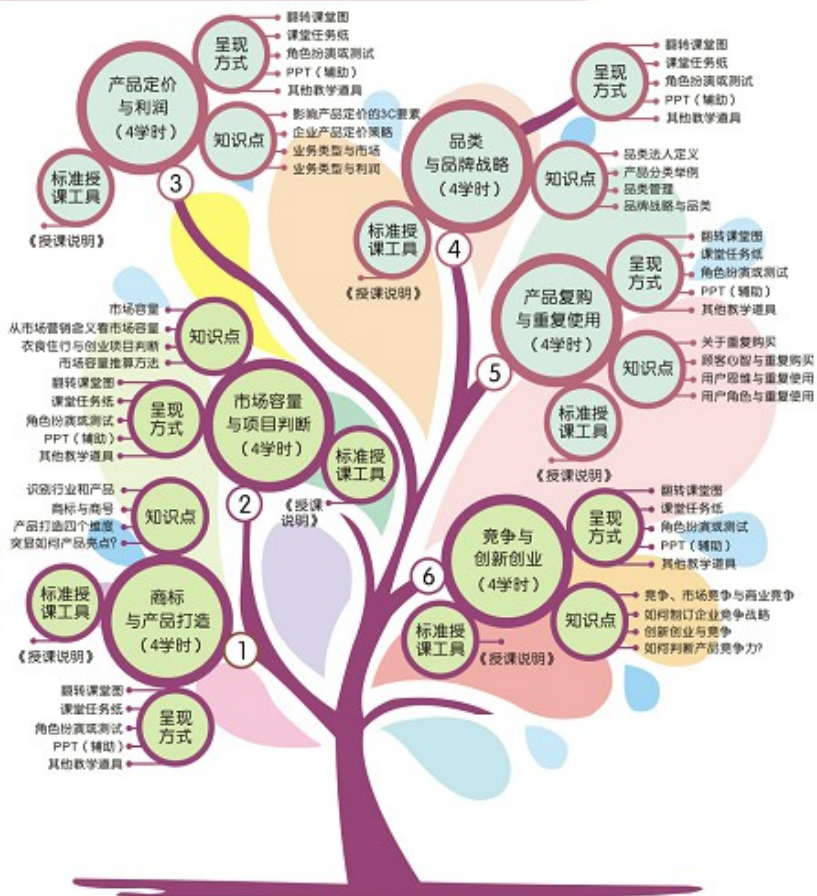 产品定价
与利润
(4学时)
呈现
方式
翻转课堂图
课堂任务纸
角色扮演或测试
PPT(辅助)
其他教学道具
知识点
影响产品定价的3C要素
企业产品定价策略
业务类型与市场
业务类型与利润
标准授
课工具
《授课说明》
3
品类
与品牌战略
(4学时)
呈现
方式
翻转课堂图
课堂任务纸
角色扮演或测试
PPT(辅助)
其他教学道具
知识点
品类法人定义
产品分类举例
品类管理
品牌战略与品类
标准授
课工具
《授课说明》
4
产品复购
与重复使用
(4学时)
呈现
方式
翻转课堂图
课堂任务纸
角色扮演或测试
PPT(辅助)
其他教学道具
知识点
关于重复购买
顾客心智与重复购买
用户思维与重复使用
用户角色与重复使用
标准授
课工具
《授课说明》
5
市场容量
与项目判断
(4学时)
知识点
市场容量
从市场营销含义看市场容量
衣食住行与创业项目判断
市场容量推算方法
呈现
方式
翻转课堂图
课堂任务纸
角色扮演或测试
PPT(辅助)
其他教学道具
标准授
课工具
《授课
说明》
2
商标
与产品打造
(4学时)
知识点
识别行业和产品
商标与商号
产品打造四个维度
突显如何产品亮点?
标准授
课工具
《授课说明》
呈现
方式
翻转课堂图
课堂任务纸
角色扮演或测试
PPT(辅助)
其他教学道具
1
竞争与
创新创业
(4学时)
呈现
方式
翻转课堂图
课堂任务纸
角色扮演或测试
PPT(辅助)
其他教学道具
知识点
竞争、市场竞争与商业竞争
如何制订企业竞争战略
创新创业与竞争
如何判断产品竞争力?
标准授
课工具
《授课说明》
6